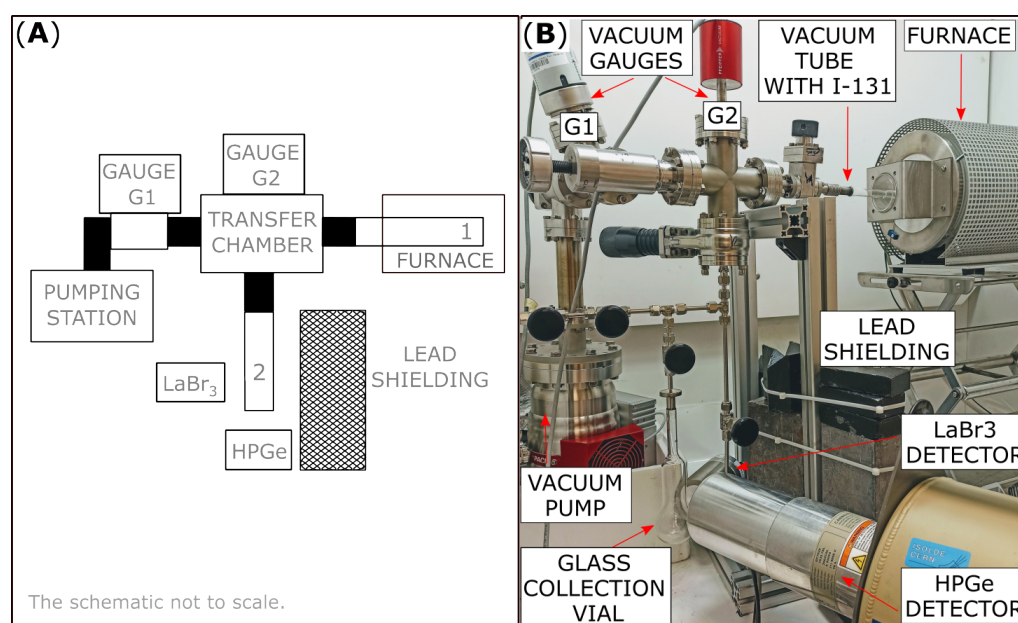 (A)
GAUGE
G2
GAUGE
G1
TRANSFER
CHAMBER
1
FURNACE
PUMPING
STATION
LEAD
SHIELDING
LaBr3
2
HPGe
The schematic not to scale.
(B)
VACUUM
GAUGES
VACUUM
TUBE
WITH I-131
FURNACE
G1
G2
LEAD
SHIELDING
LaBr3
DETECTOR
VACUUM
PUMP
GLASS
COLLECTION
VIAL
ISOLDE
CERN
HPGe
DETECTOR